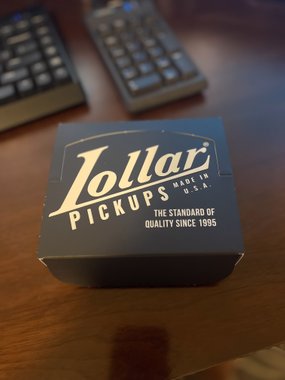 Lollar®
PICKUPS
MADE IN
U.S.A.
THE STANDARD OF
QUALITY SINCE 1995